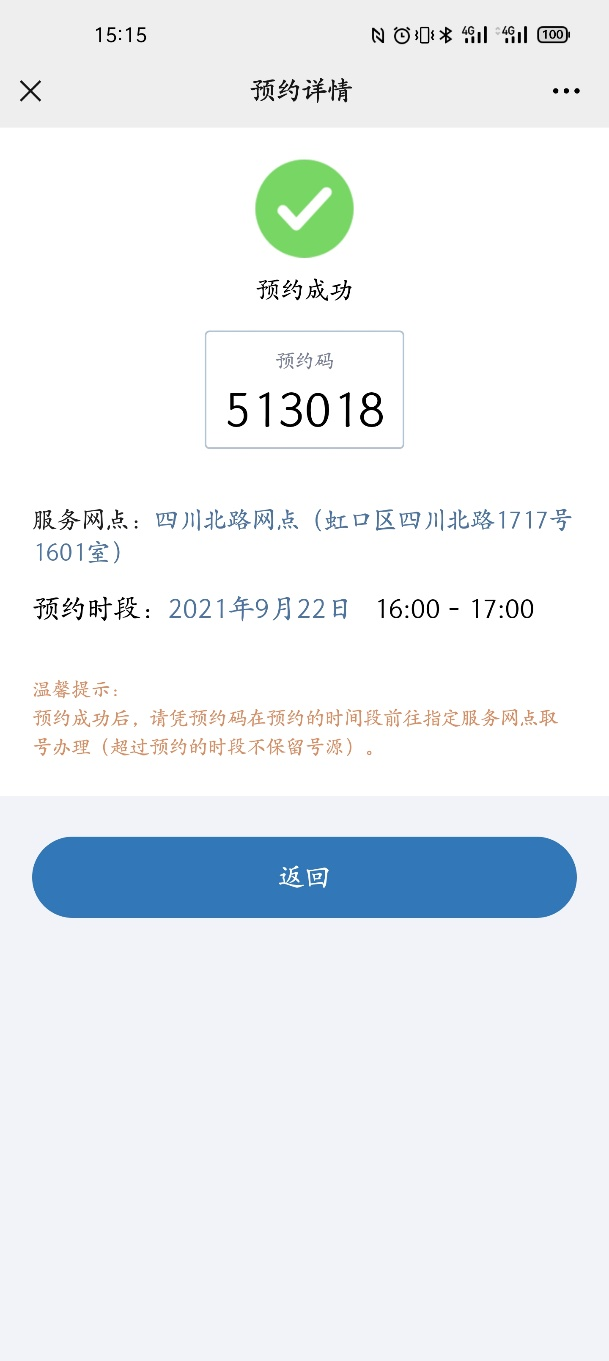 15:15
4G 4G 100
预约详情
预约成功
预约码
513018
服务网点：四川北路网点（虹口区四川北路1717号
1601室）
预约时段：2021年9月22日 16:00 - 17:00
温馨提示：
预约成功后，请凭预约码在预约的时间段前往指定服务网点取
号办理（超过预约的时段不保留号源）。
返回